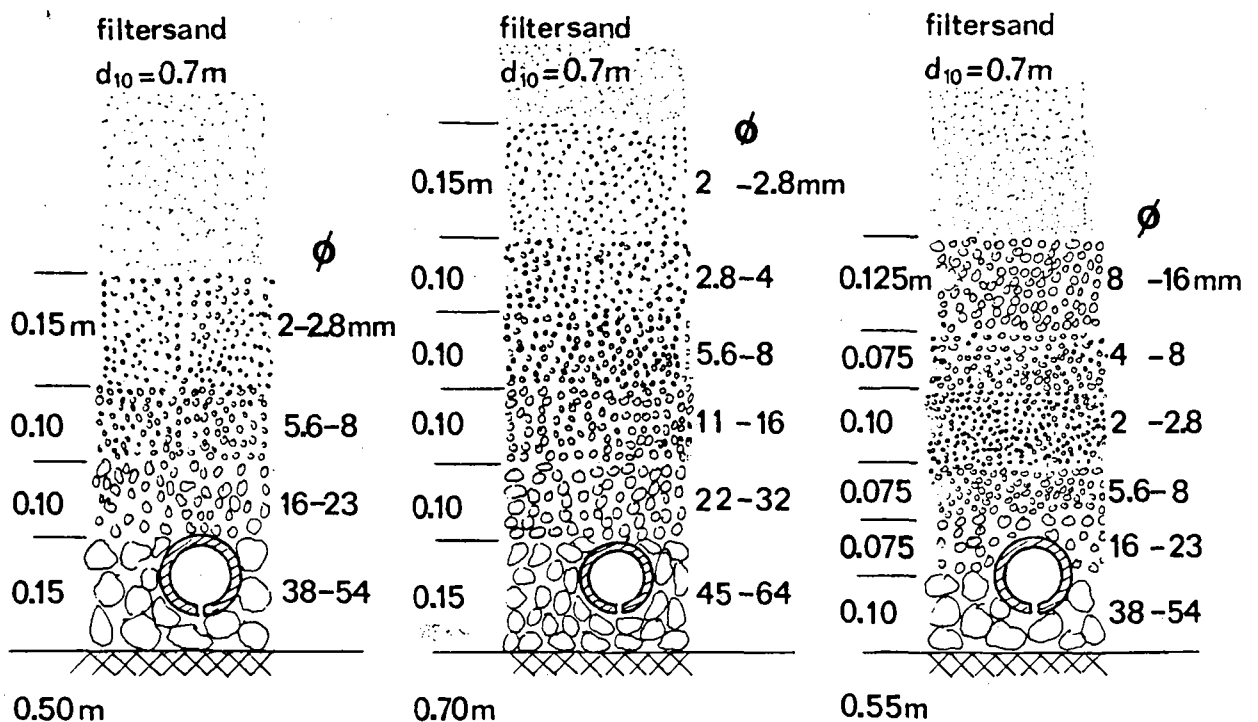 filtersand
d₁₀=0.7m
ϕ
0.15m 2-2.8mm
0.10 5.6-8
0.10 16-23
0.15 38-54
0.50m
filtersand
d₁₀=0.7m
ϕ
0.15m 2 -2.8mm
0.10 2.8-4
0.10 5.6-8
0.10 11 -16
0.10 22-32
0.15 45-64
0.70m
filtersand
d₁₀=0.7m
ϕ
0.125m 8 -16mm
0.075 4 -8
0.10 2 -2.8
0.075 5.6-8
0.075 16 -23
0.10 38-54
0.55m